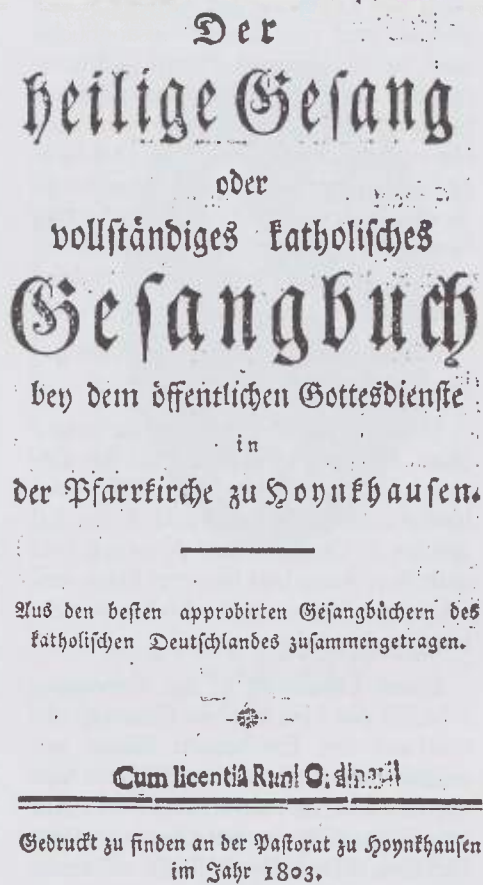 Der
heilige Gesang
oder
vollständiges katholisches
Gesangbuch
bey dem öffentlichen Gottesdienste
in
der Pfarrkirche zu Hoynkhausen.
Aus den besten approbirten Gesangbüchern des
katholischen Deutschlandes zusammengetragen.
Cum licentiâ
Gedruckt zu finden an der Pastorat zu Hoynkhausen
im Jahr 1803.